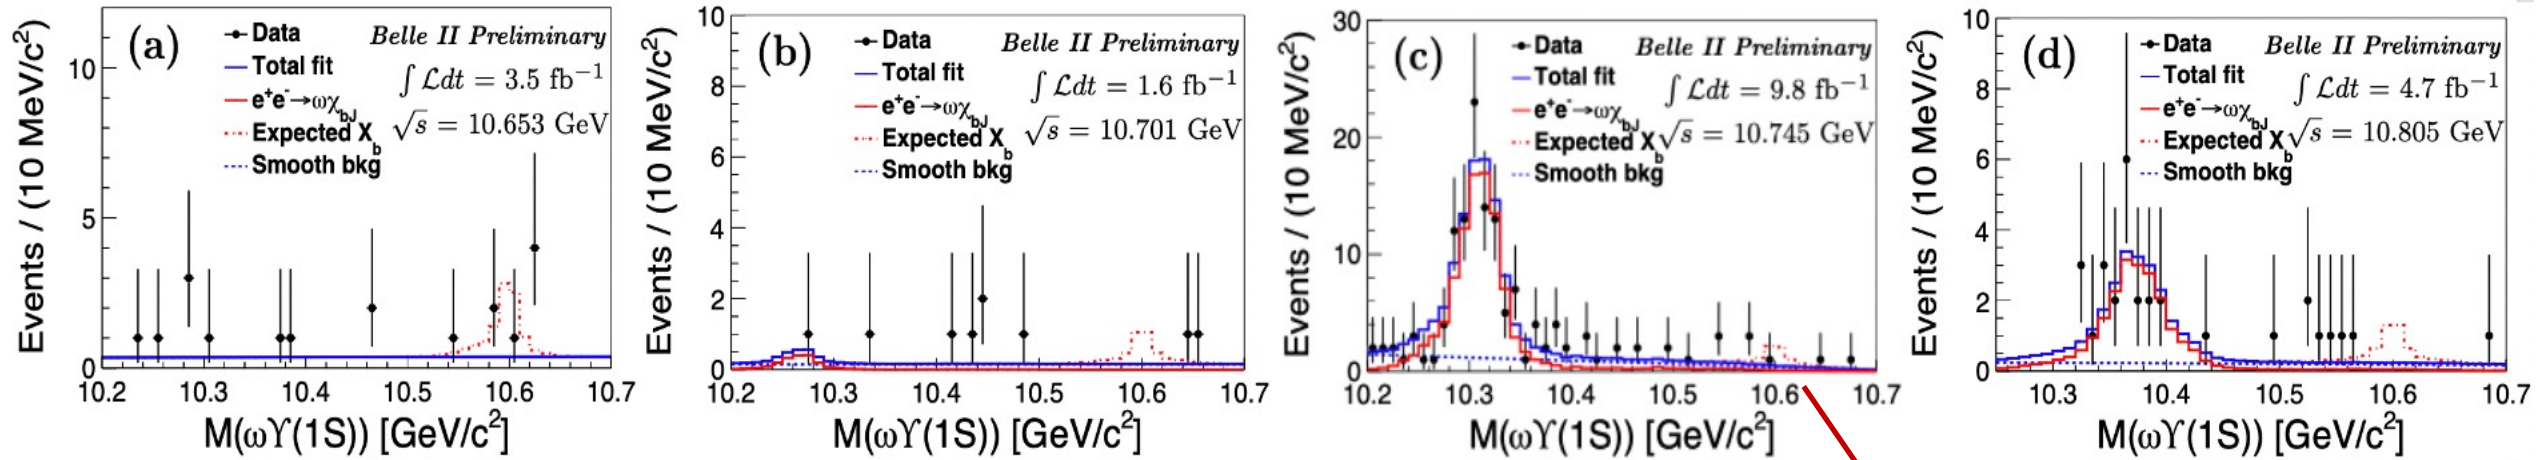 (a)
Data
Total fit
e⁺e⁻→ωχ_bJ
Expected X_b
Smooth bkg
Belle II Preliminary
∫ ℒdt = 3.5 fb⁻¹
√s = 10.653 GeV
Events / (10 MeV/c²)
10
5
0
10.2 10.3 10.4 10.5 10.6 10.7
M(ωΥ(1S)) [GeV/c²]
(b)
Data
Total fit
e⁺e⁻→ωχ_bJ
Expected X_b
Smooth bkg
Belle II Preliminary
∫ ℒdt = 1.6 fb⁻¹
√s = 10.701 GeV
Events / (10 MeV/c²)
10
8
6
4
2
0
10.2 10.3 10.4 10.5 10.6 10.7
M(ωΥ(1S)) [GeV/c²]
(c)
Data
Total fit
e⁺e⁻→ωχ_bJ
Expected X_b
Smooth bkg
Belle II Preliminary
∫ ℒdt = 9.8 fb⁻¹
√s = 10.745 GeV
Events / (10 MeV/c²)
30
20
10
0
10.2 10.3 10.4 10.5 10.6 10.7
M(ωΥ(1S)) [GeV/c²]
(d)
Data
Total fit
e⁺e⁻→ωχ_bJ
Expected X_b
Smooth bkg
Belle II Preliminary
∫ ℒdt = 4.7 fb⁻¹
√s = 10.805 GeV
Events / (10 MeV/c²)
10
8
6
4
2
0
10.3 10.4 10.5 10.6 10.7
M(ωΥ(1S)) [GeV/c²]